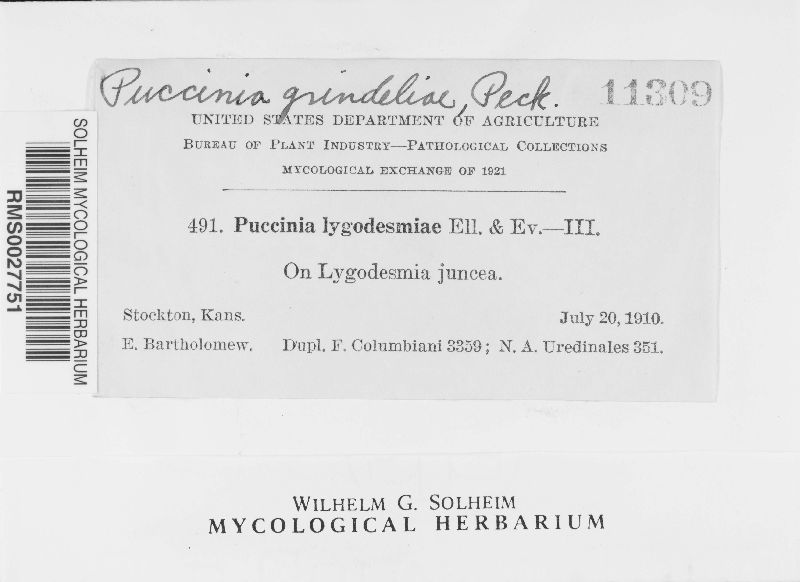 Puccinia grindeliae, Peck. 11309
UNITED STATES DEPARTMENT OF AGRICULTURE
BUREAU OF PLANT INDUSTRY—PATHOLOGICAL COLLECTIONS
MYCOLOGICAL EXCHANGE OF 1921
491. Puccinia lygodesmiae Ell. & Ev.—III.
On Lygodesmia juncea.
Stockton, Kans. July 20, 1910.
E. Bartholomew. Dupl. F. Columbiani 3359; N. A. Uredinales 351.
SOLHEIM MYCOLOGICAL HERBARIUM
RMS0027751
WILHELM G. SOLHEIM
MYCOLOGICAL HERBARIUM